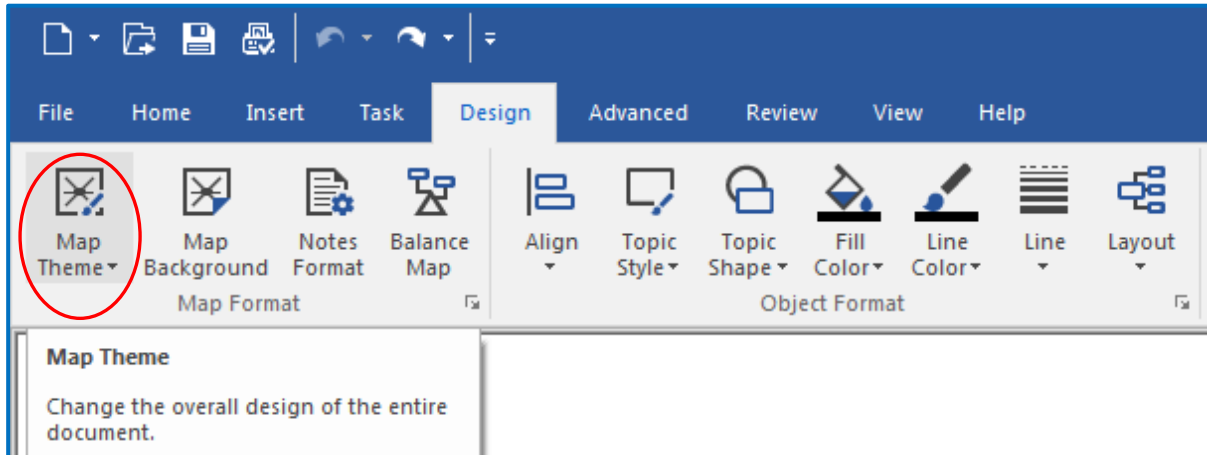 File Home Insert Task Design Advanced Review View Help
Map Map Notes Balance Align Topic Topic Fill Line Line Layout
Theme Background Format Map Style Shape Color Color
Map Format Object Format
Map Theme
Change the overall design of the entire
document.